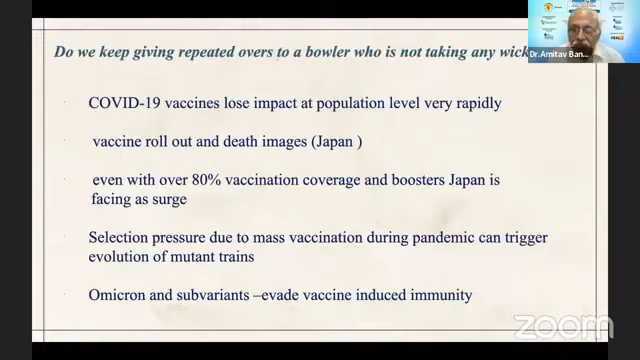 Do we keep giving repeated overs to a bowler who is not taking any
COVID-19 vaccines lose impact at population level very rapidly
vaccine roll out and death images (Japan )
even with over 80% vaccination coverage and boosters Japan is
facing as surge
Selection pressure due to mass vaccination during pandemic can trigger
evolution of mutant trains
Omicron and subvariants –evade vaccine induced immunity
Dr.Amitav Ban...
zoom